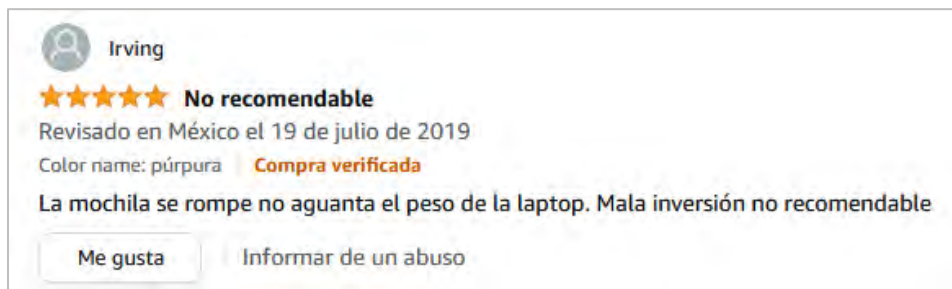 Irving
No recomendable
Revisado en México el 19 de julio de 2019
Color name: púrpura Compra verificada
La mochila se rompe no aguanta el peso de la laptop. Mala inversión no recomendable
Me gusta Informar de un abuso